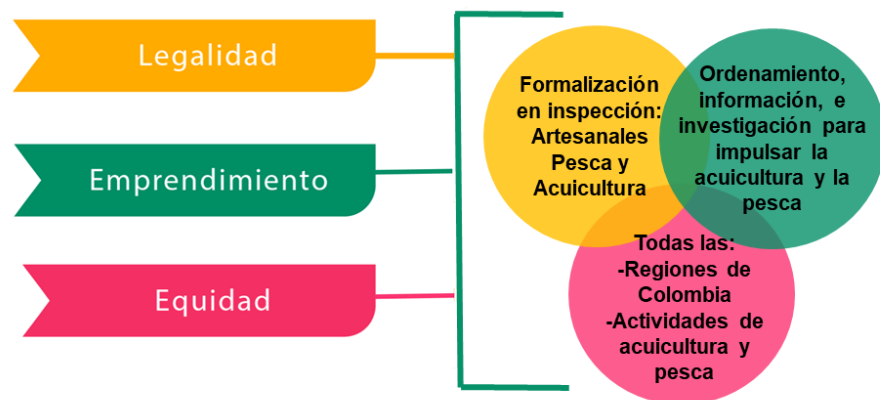 Legalidad
Emprendimiento
Equidad
Formalización
en inspección:
Artesanales
Pesca y
Acuicultura
Ordenamiento,
información, e
investigación para
impulsar la
acuicultura y la
pesca
Todas las:
-Regiones de
Colombia
-Actividades de
acuicultura y
pesca